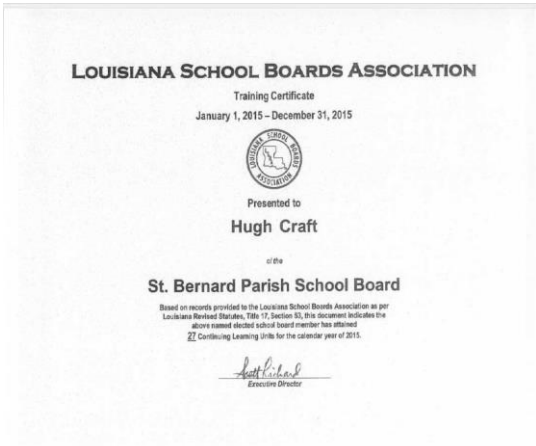 LOUISIANA SCHOOL BOARDS ASSOCIATION
Training Certificate
January 1, 2015 – December 31, 2015
LOUISIANA SCHOOL BOARDS
ASSOCIATION
Presented to
Hugh Craft
of the
St. Bernard Parish School Board
Based on records provided to the Louisiana School Boards Association as per
Louisiana Revised Statutes, Title 17, Section 53, this document indicates the
above named elected school board member has attained
27 Continuing Learning Units for the calendar year of 2015.
Scott Richard
Executive Director